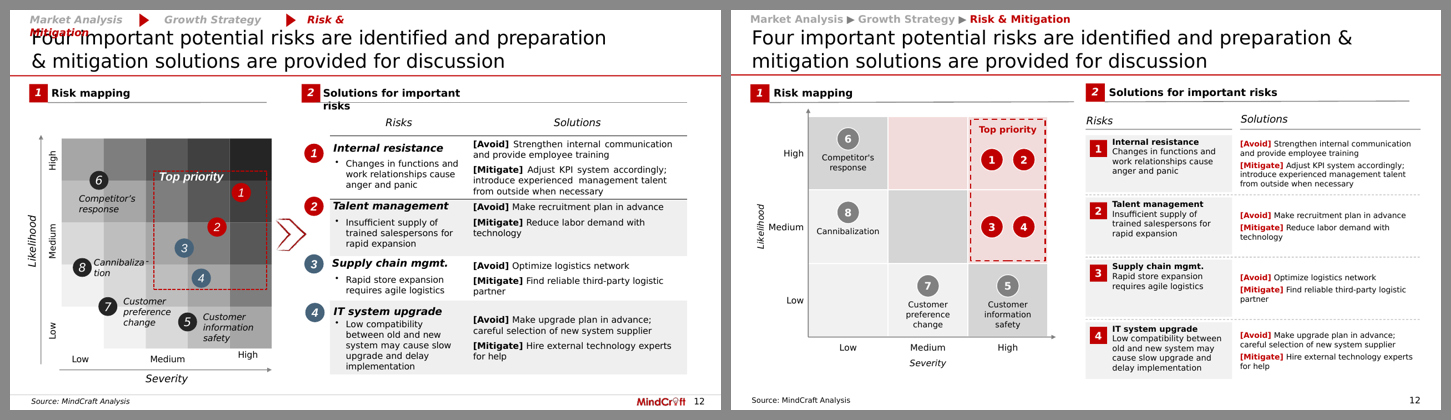 Market Analysis Growth Strategy Risk &
Mitigation
Four important potential risks are identified and preparation
& mitigation solutions are provided for discussion
1 Risk mapping
Likelihood
High
Medium
Low
Top priority
6
Competitor's
response
1
2
3
4
8 Cannibaliza-
tion
7 Customer
preference
change
5 Customer
information
safety
Low Medium High
Severity
2 Solutions for important
risks
Risks Solutions
1 Internal resistance
• Changes in functions and
work relationships cause
anger and panic
[Avoid] Strengthen internal communication
and provide employee training
[Mitigate] Adjust KPI system accordingly;
introduce experienced management talent
from outside when necessary
2 Talent management
• Insufficient supply of
trained salespersons for
rapid expansion
[Avoid] Make recruitment plan in advance
[Mitigate] Reduce labor demand with
technology
3 Supply chain mgmt.
• Rapid store expansion
requires agile logistics
[Avoid] Optimize logistics network
[Mitigate] Find reliable third-party logistic
partner
4 IT system upgrade
• Low compatibility
between old and new
system may cause slow
upgrade and delay
implementation
[Avoid] Make upgrade plan in advance;
careful selection of new system supplier
[Mitigate] Hire external technology experts
for help
Source: MindCraft Analysis
MindCraft 12
Market Analysis ▶ Growth Strategy ▶ Risk & Mitigation
Four important potential risks are identified and preparation &
mitigation solutions are provided for discussion
1 Risk mapping
Likelihood
High
Medium
Low
6
Competitor's
response
Top priority
1 2
8
Cannibalization
3 4
7
Customer
preference
change
5
Customer
information
safety
Low Medium High
Severity
2 Solutions for important risks
Risks Solutions
1 Internal resistance
Changes in functions and
work relationships cause
anger and panic
[Avoid] Strengthen internal communication
and provide employee training
[Mitigate] Adjust KPI system accordingly;
introduce experienced management talent
from outside when necessary
2 Talent management
Insufficient supply of
trained salespersons for
rapid expansion
[Avoid] Make recruitment plan in advance
[Mitigate] Reduce labor demand with
technology
3 Supply chain mgmt.
Rapid store expansion
requires agile logistics
[Avoid] Optimize logistics network
[Mitigate] Find reliable third-party logistic
partner
4 IT system upgrade
Low compatibility between
old and new system may
cause slow upgrade and
delay implementation
[Avoid] Make upgrade plan in advance;
careful selection of new system supplier
[Mitigate] Hire external technology experts
for help
Source: MindCraft Analysis
12